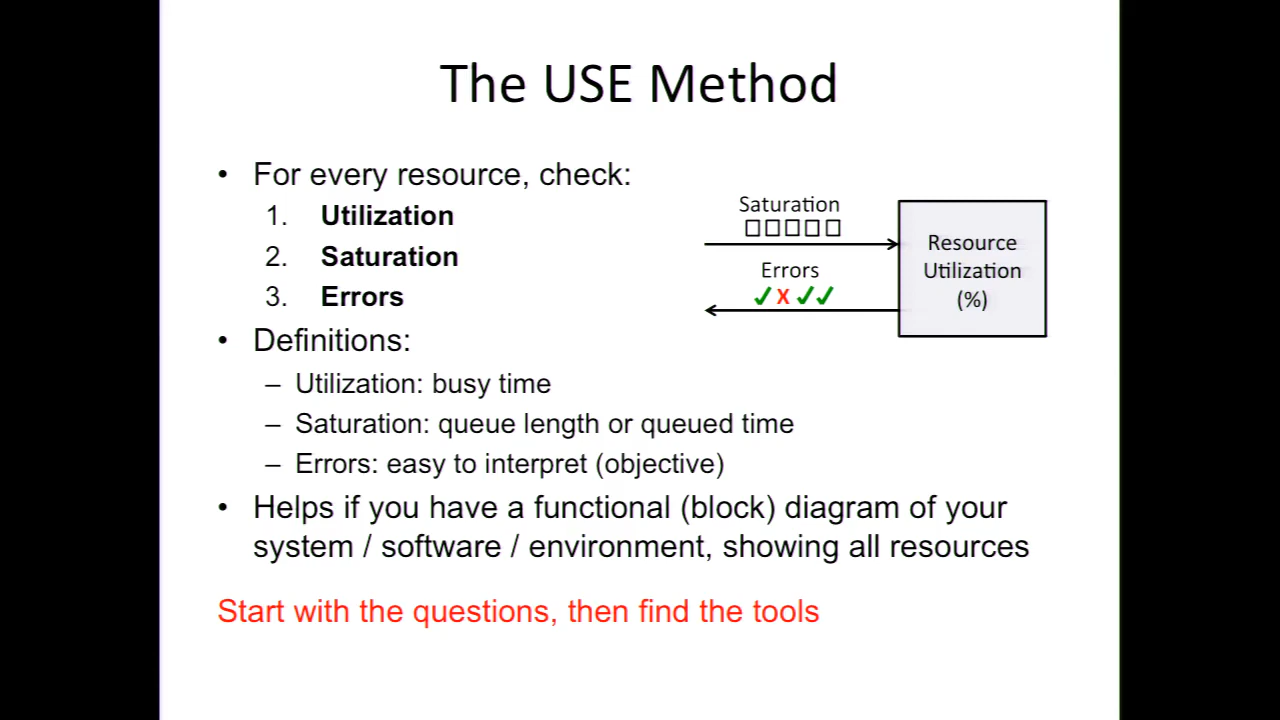 The USE Method
• For every resource, check:
1. Utilization
2. Saturation
3. Errors
Saturation
Errors
✓ X ✓ ✓
Resource
Utilization
(%)
• Definitions:
– Utilization: busy time
– Saturation: queue length or queued time
– Errors: easy to interpret (objective)
• Helps if you have a functional (block) diagram of your
system / software / environment, showing all resources
Start with the questions, then find the tools